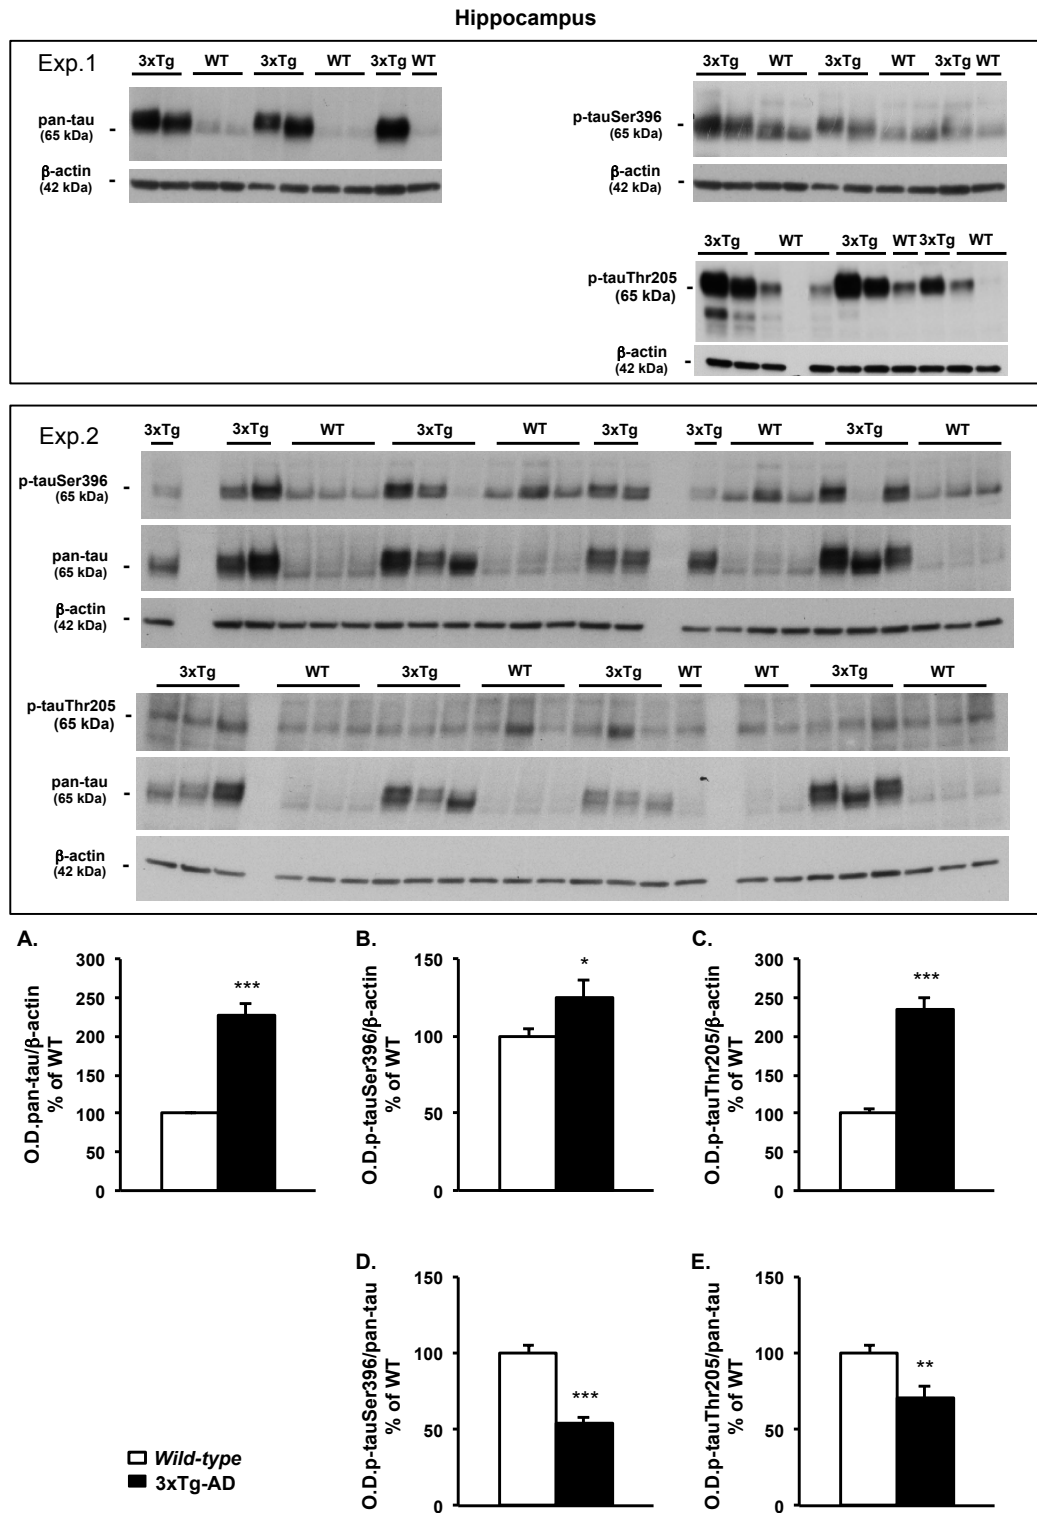 Hippocampus
Exp.1
3xTg WT 3xTg WT 3xTg WT
pan-tau
(65 kDa) -
β-actin
(42 kDa) -
3xTg WT 3xTg WT 3xTg WT
p-tauSer396
(65 kDa) -
β-actin
(42 kDa) -
3xTg WT 3xTg WT 3xTg WT
p-tauThr205
(65 kDa) -
β-actin
(42 kDa) -
Exp.2
3xTg 3xTg WT 3xTg WT 3xTg 3xTg WT 3xTg WT
p-tauSer396
(65 kDa) -
pan-tau
(65 kDa) -
β-actin
(42 kDa) -
3xTg WT 3xTg WT 3xTg WT WT 3xTg WT
p-tauThr205
(65 kDa) -
pan-tau
(65 kDa) -
β-actin
(42 kDa) -
A.
O.D.pan-tau/β-actin
% of WT
300
250
200
150
100
50
0
***
B.
O.D.p-tauSer396/β-actin
% of WT
150
100
50
0
*
C.
O.D.p-tauThr205/β-actin
% of WT
300
250
200
150
100
50
0
***
D.
O.D.p-tauSer396/pan-tau
% of WT
150
100
50
0
***
E.
O.D.p-tauThr205/pan-tau
% of WT
150
100
50
0
**
Wild-type
3xTg-AD